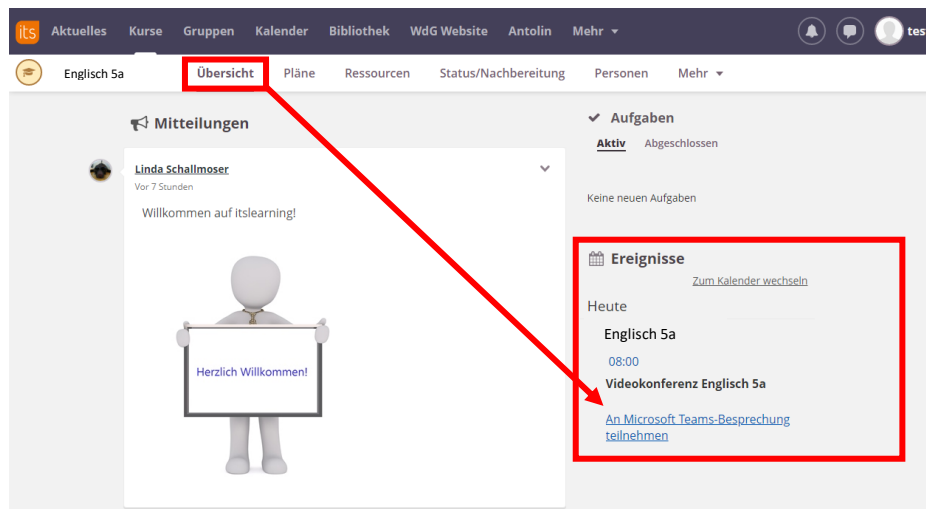 its Aktuelles Kurse Gruppen Kalender Bibliothek WdG Website Antolin Mehr tes
Englisch 5a Übersicht Pläne Ressourcen Status/Nachbereitung Personen Mehr
Mitteilungen
Linda Schallmoser
Vor 7 Stunden
Willkommen auf itslearning!
Herzlich Willkommen!
Aufgaben
Aktiv Abgeschlossen
Keine neuen Aufgaben
Ereignisse
Zum Kalender wechseln
Heute
Englisch 5a
08:00
Videokonferenz Englisch 5a
An Microsoft Teams-Besprechung
teilnehmen